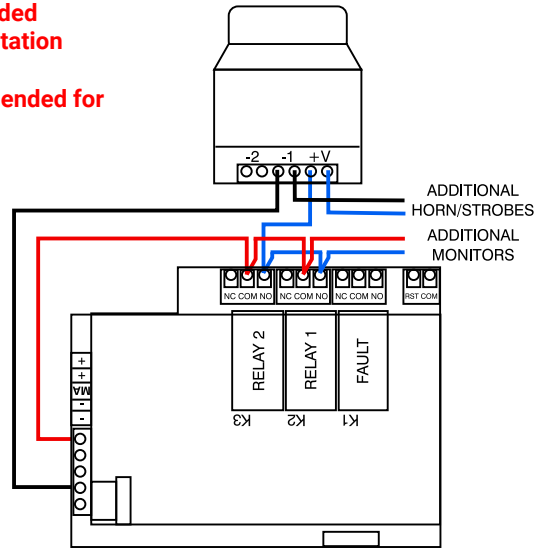 ded
tation
ended for
-2 -1 +V
ADDITIONAL
HORN/STROBES
ADDITIONAL
MONITORS
NC COM NO NC COM NO NC COM NO RST COM
RELAY 2
RELAY 1
FAULT
K3
K2
K1
+
+
MA
-
-